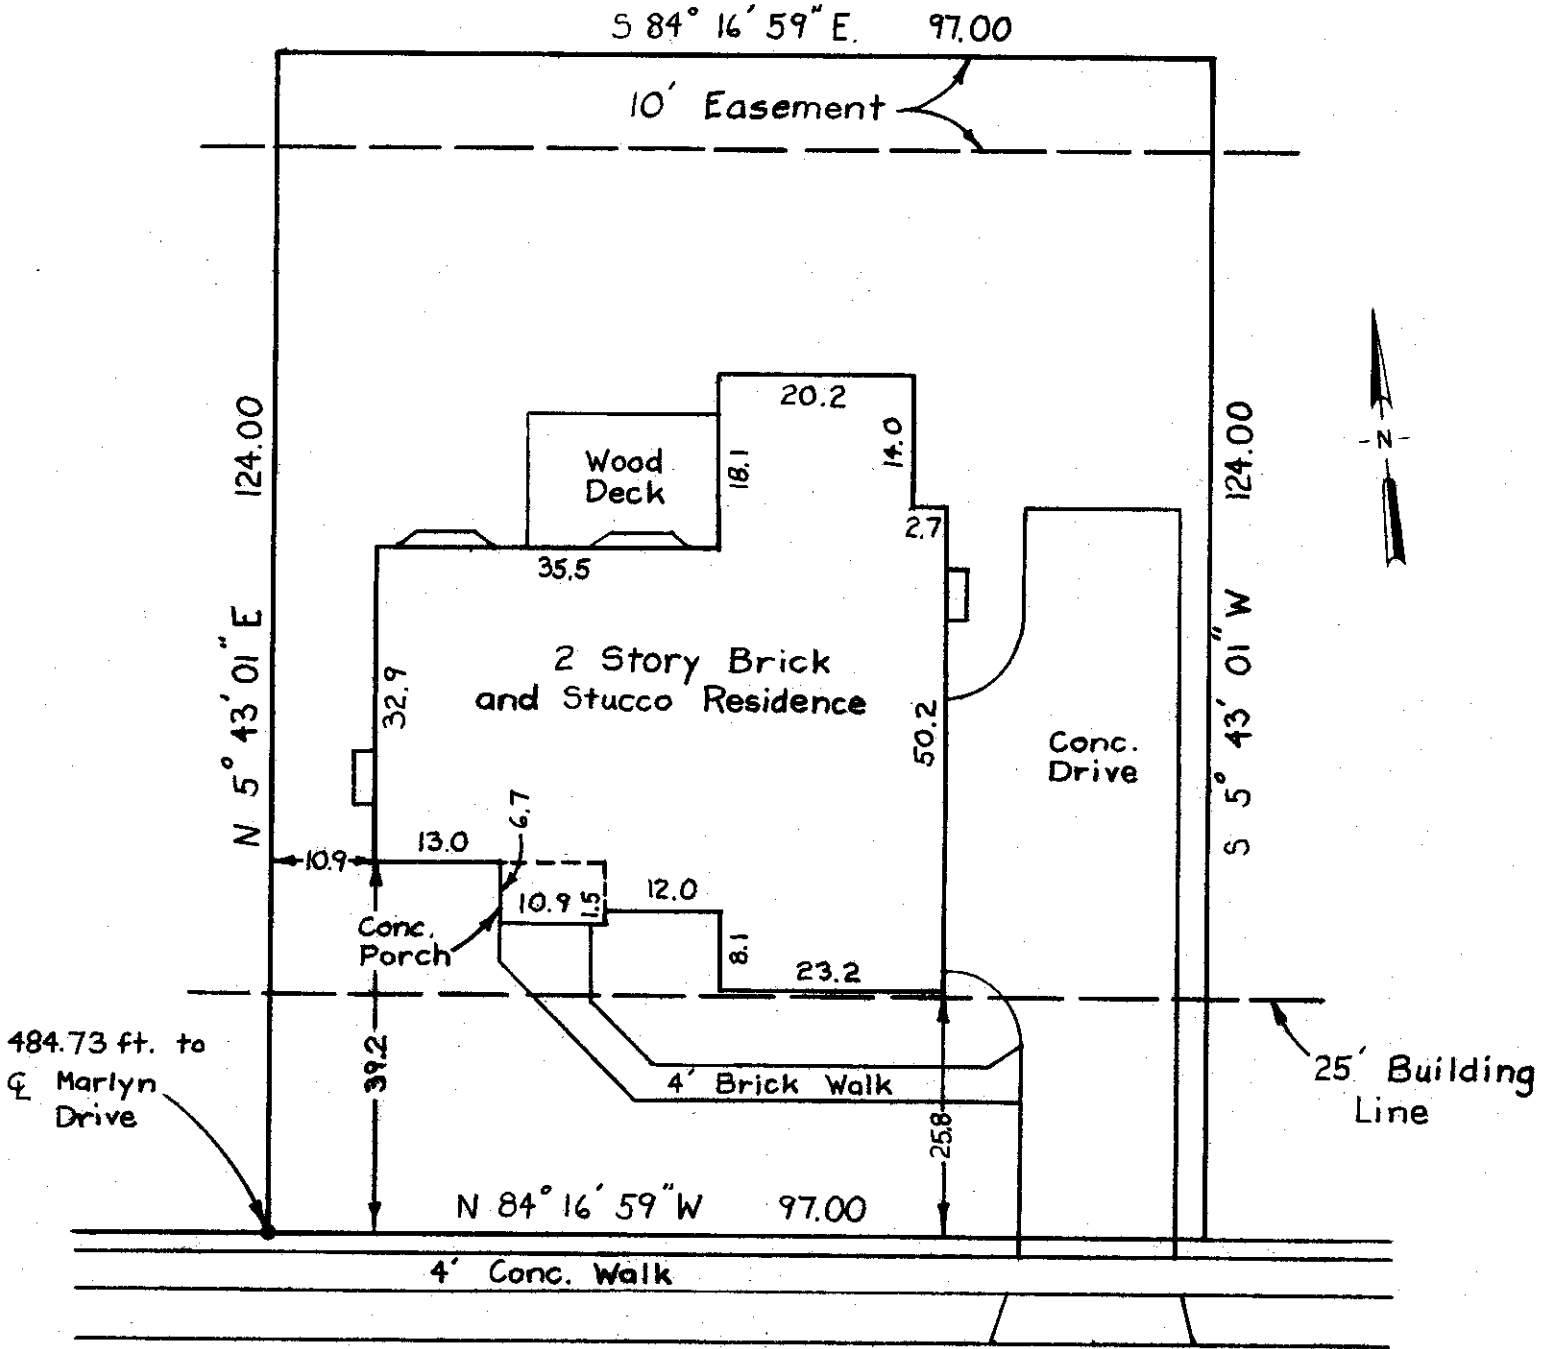 S 84° 16' 59" E. 97.00
10' Easement
20.2
14.0
124.00
124.00
Wood
Deck
18.1
-N-
2.7
35.5
N 5° 43' 01" E
S 5° 43' 01" W
2 Story Brick
and Stucco Residence
32.9
50.2
Conc.
Drive
6.7
13.0
10.9
10.9
1.5
12.0
Conc.
Porch
8.1
23.2
484.73 ft. to
℄ Marlyn
Drive
39.2
25' Building
Line
4' Brick Walk
25.8
N 84° 16' 59" W 97.00
4' Conc. Walk